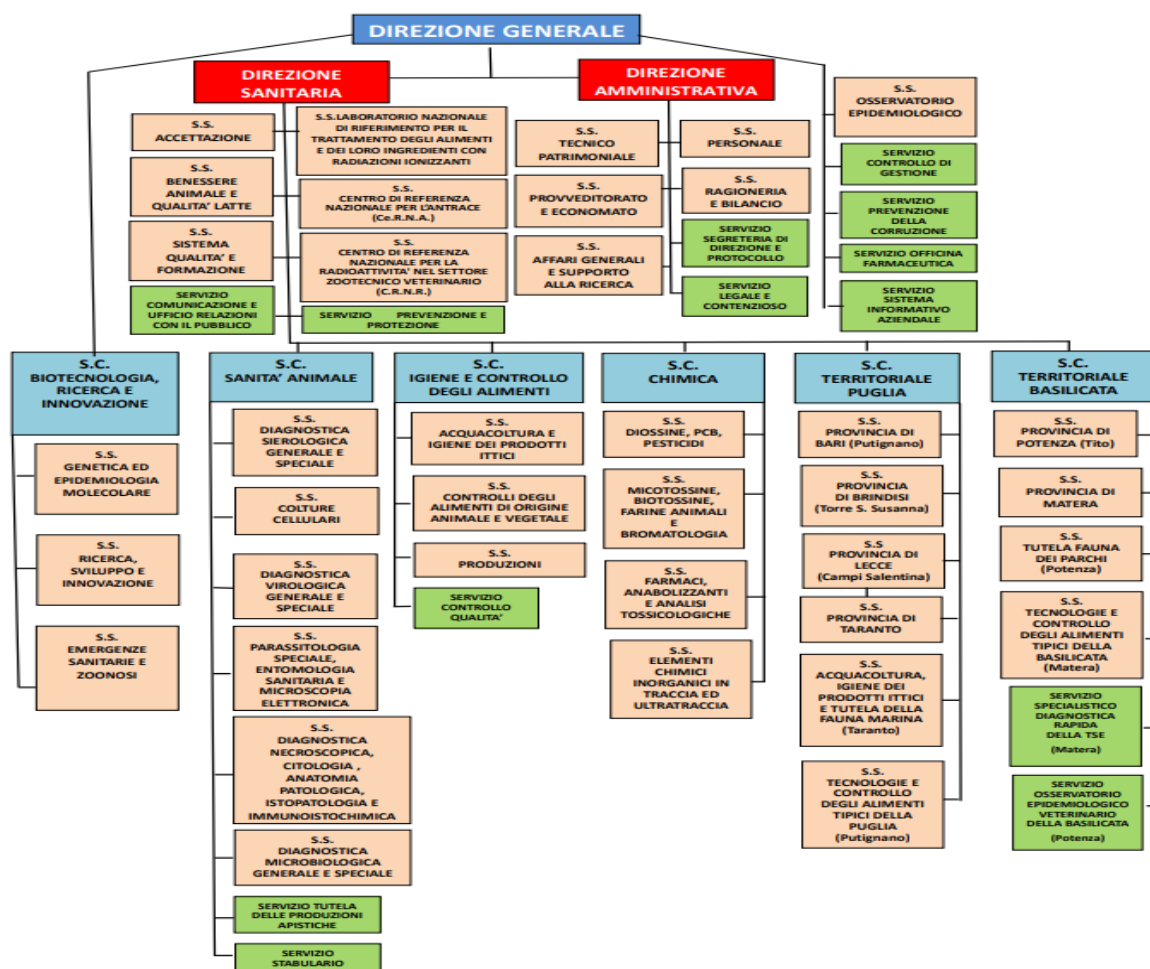 DIREZIONE GENERALE
DIREZIONE
SANITARIA
DIREZIONE
AMMINISTRATIVA
S.S.
ACCETTAZIONE
S.S.
BENESSERE
ANIMALE E
QUALITA' LATTE
S.S.
SISTEMA
QUALITA' E
FORMAZIONE
SERVIZIO
COMUNICAZIONE E
UFFICIO RELAZIONI
CON IL PUBBLICO
S.S.LABORATORIO NAZIONALE
DI RIFERIMENTO PER IL
TRATTAMENTO DEGLI ALIMENTI
E DEI LORO INGREDIENTI CON
RADIAZIONI IONIZZANTI
S.S.
CENTRO DI REFERENZA
NAZIONALE PER L'ANTRACE
(Ce.R.N.A.)
S.S.
CENTRO DI REFERENZA
NAZIONALE PER LA
RADIOATTIVITA' NEL SETTORE
ZOOTECNICO VETERINARIO
(C.R.N.R.)
SERVIZIO PREVENZIONE E
PROTEZIONE
S.S.
TECNICO
PATRIMONIALE
S.S.
PROVVEDITORATO
E ECONOMATO
S.S.
AFFARI GENERALI
E SUPPORTO
ALLA RICERCA
S.S.
PERSONALE
S.S.
RAGIONERIA
E BILANCIO
SERVIZIO
SEGRETERIA DI
DIREZIONE E
PROTOCOLLO
SERVIZIO
LEGALE E
CONTENZIOSO
S.S.
OSSERVATORIO
EPIDEMIOLOGICO
SERVIZIO
CONTROLLO DI
GESTIONE
SERVIZIO
PREVENZIONE
DELLA
CORRUZIONE
SERVIZIO OFFICINA
FARMACEUTICA
SERVIZIO
SISTEMA
INFORMATIVO
AZIENDALE
S.C.
BIOTECNOLOGIA,
RICERCA E
INNOVAZIONE
S.S.
GENETICA ED
EPIDEMIOLOGIA
MOLECOLARE
S.S.
RICERCA,
SVILUPPO E
INNOVAZIONE
S.S.
EMERGENZE
SANITARIE E
ZOONOSI
S.C.
SANITA' ANIMALE
S.S.
DIAGNOSTICA
SIEROLOGICA
GENERALE E
SPECIALE
S.S.
COLTURE
CELLULARI
S.S.
DIAGNOSTICA
VIROLOGICA
GENERALE E
SPECIALE
S.S.
PARASSITOLOGIA
SPECIALE,
ENTOMOLOGIA
SANITARIA E
MICROSCOPIA
ELETTRONICA
S.S.
DIAGNOSTICA
NECROSCOPICA,
CITOLOGIA ,
ANATOMIA
PATOLOGICA,
ISTOPATOLOGIA E
IMMUNOISTOCHIMICA
S.S.
DIAGNOSTICA
MICROBIOLOGICA
GENERALE E SPECIALE
SERVIZIO TUTELA
DELLE PRODUZIONI
APISTICHE
SERVIZIO
STABULARIO
S.C.
IGIENE E CONTROLLO
DEGLI ALIMENTI
S.S.
ACQUACOLTURA E
IGIENE DEI PRODOTTI
ITTICI
S.S.
CONTROLLI DEGLI
ALIMENTI DI ORIGINE
ANIMALE E VEGETALE
S.S.
PRODUZIONI
SERVIZIO
CONTROLLO
QUALITA'
S.C.
CHIMICA
S.S.
DIOSSINE, PCB,
PESTICIDI
S.S.
MICOTOSSINE,
BIOTOSSINE,
FARINE ANIMALI
E
BROMATOLOGIA
S.S.
FARMACI,
ANABOLIZZANTI
E ANALISI
TOSSICOLOGICHE
S.S.
ELEMENTI
CHIMICI
INORGANICI IN
TRACCIA ED
ULTRATRACCIA
S.C.
TERRITORIALE
PUGLIA
S.S.
PROVINCIA DI
BARI (Putignano)
S.S.
PROVINCIA
DI BRINDISI
(Torre S. Susanna)
S.S
PROVINCIA DI
LECCE
(Campi Salentina)
S.S.
PROVINCIA DI
TARANTO
S.S.
ACQUACOLTURA,
IGIENE DEI
PRODOTTI ITTICI
E TUTELA DELLA
FAUNA MARINA
(Taranto)
S.S.
TECNOLOGIE E
CONTROLLO
DEGLI ALIMENTI
TIPICI DELLA
PUGLIA
(Putignano)
S.C.
TERRITORIALE
BASILICATA
S.S.
PROVINCIA DI
POTENZA (Tito)
S.S.
PROVINCIA DI
MATERA
S.S.
TUTELA FAUNA
DEI PARCHI
(Potenza)
S.S.
TECNOLOGIE E
CONTROLLO
DEGLI ALIMENTI
TIPICI DELLA
BASILICATA
(Matera)
SERVIZIO
SPECIALISTICO
DIAGNOSTICA
RAPIDA
DELLA TSE
(Matera)
SERVIZIO
OSSERVATORIO
EPIDEMIOLOGICO
VETERINARIO
DELLA BASILICATA
(Potenza)